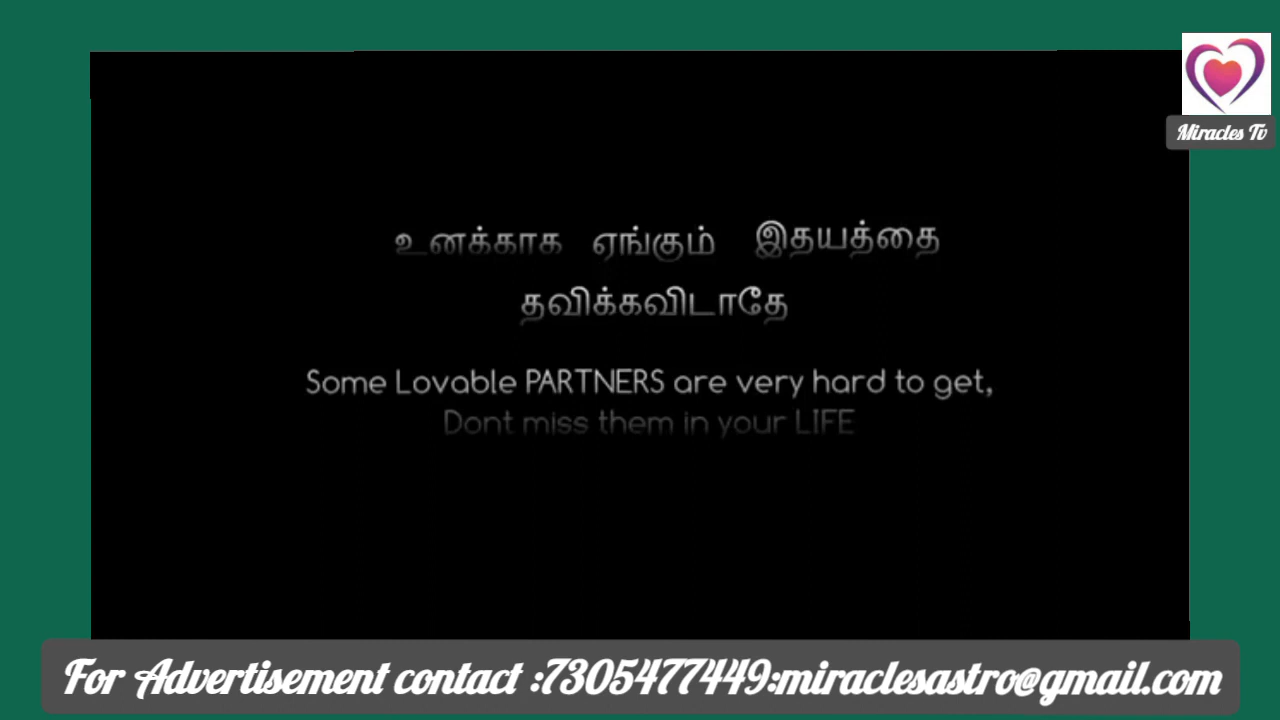 Miracles Tv
உனக்காக ஏங்கும் இதயத்தை
தவிக்கவிடாதே
Some Lovable PARTNERS are very hard to get,
Dont miss them in your LIFE
For Advertisement contact :7305477449:miraclesastro@gmail.com